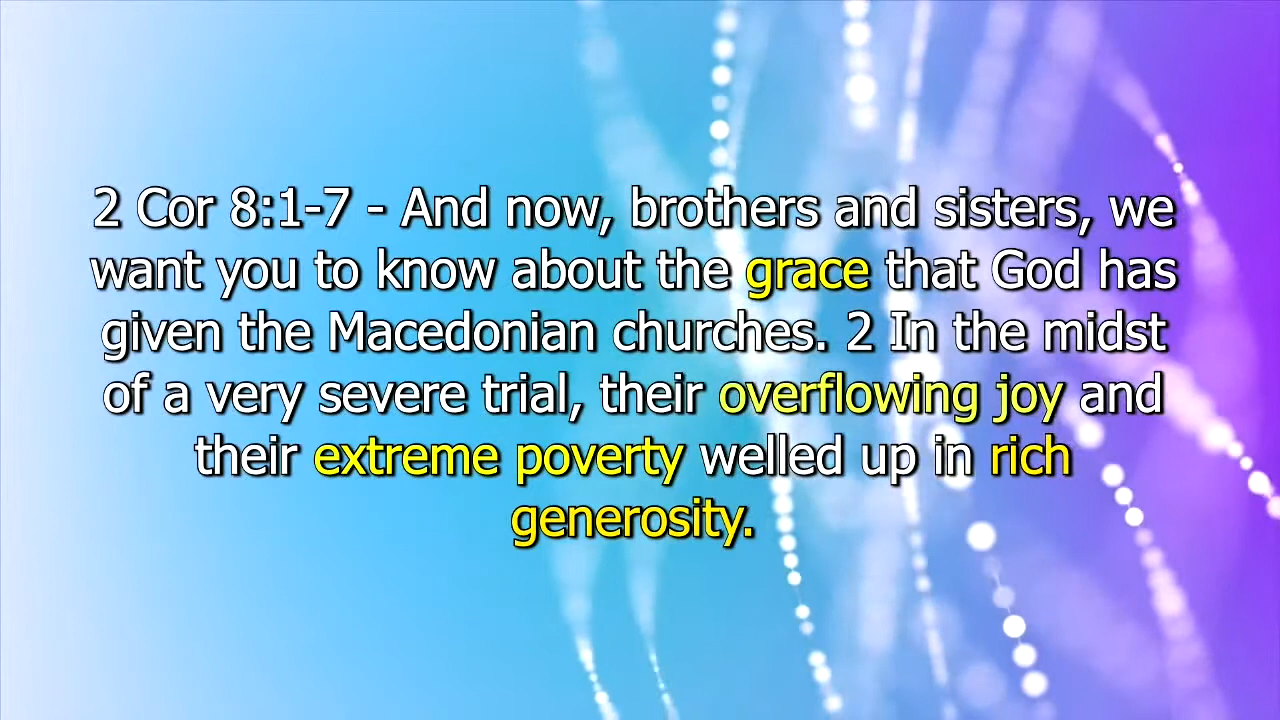 2 Cor 8:1-7 - And now, brothers and sisters, we
want you to know about the grace that God has
given the Macedonian churches. 2 In the midst
of a very severe trial, their overflowing joy and
their extreme poverty welled up in rich
generosity.